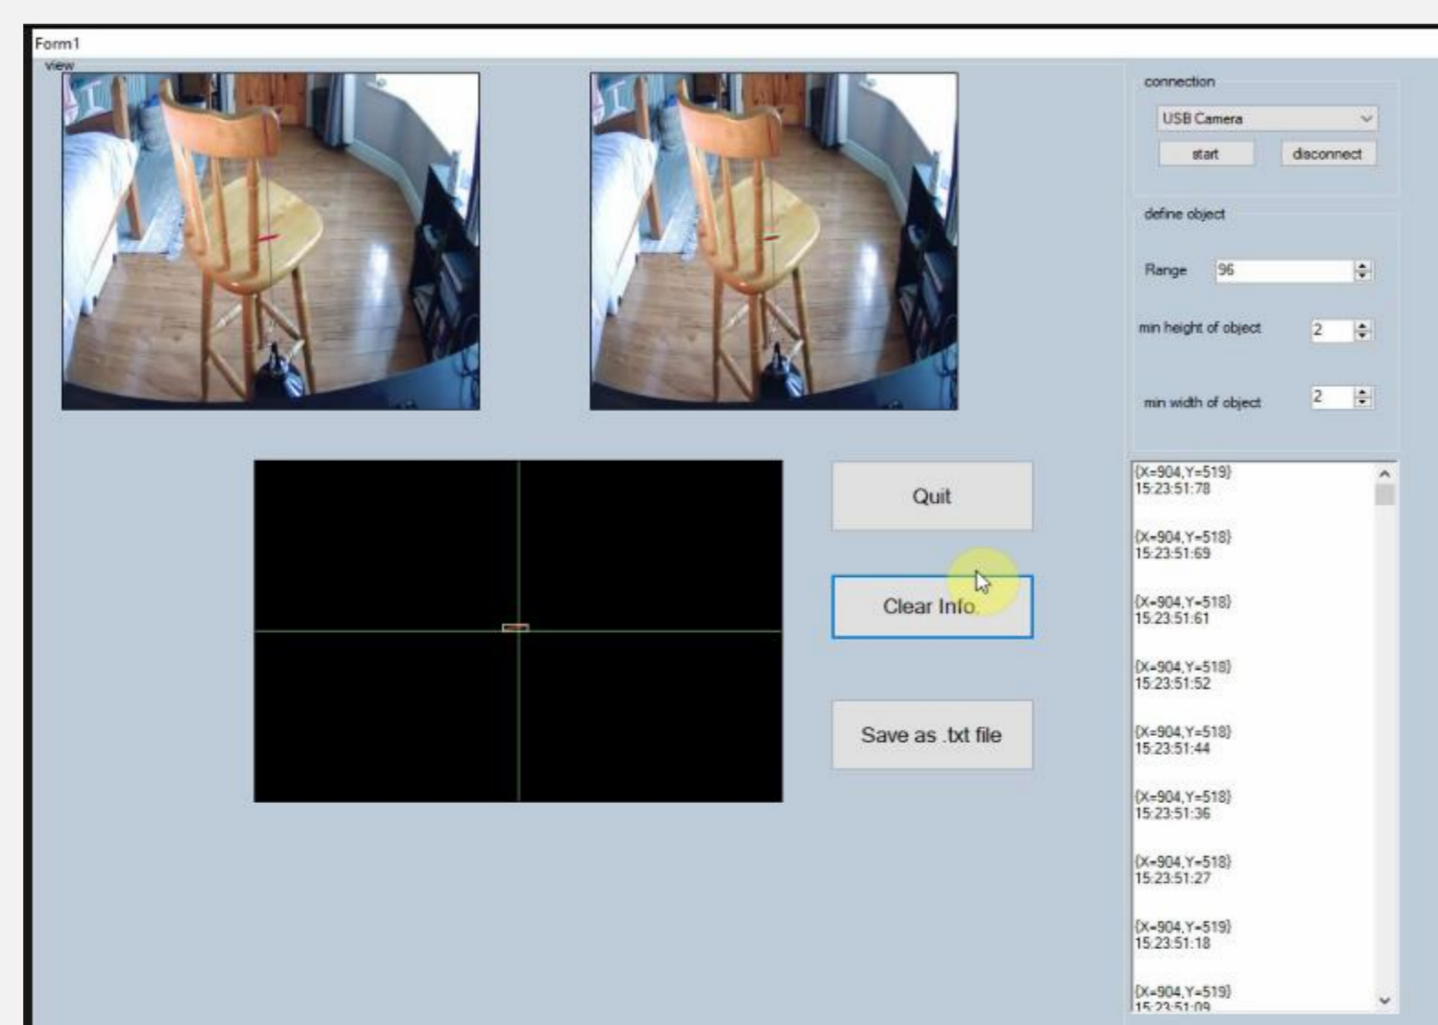 Form1
view
connection
USB Camera
start
disconnect
define object
Range
96
min height of object
2
min width of object
2
Quit
Clear Info.
Save as .txt file
{X=904,Y=519}
15:23:51:78
{X=904,Y=518}
15:23:51:69
{X=904,Y=518}
15:23:51:61
{X=904,Y=518}
15:23:51:52
{X=904,Y=518}
15:23:51:44
{X=904,Y=518}
15:23:51:36
{X=904,Y=518}
15:23:51:27
{X=904,Y=519}
15:23:51:18
{X=904,Y=519}
15:23:51:09